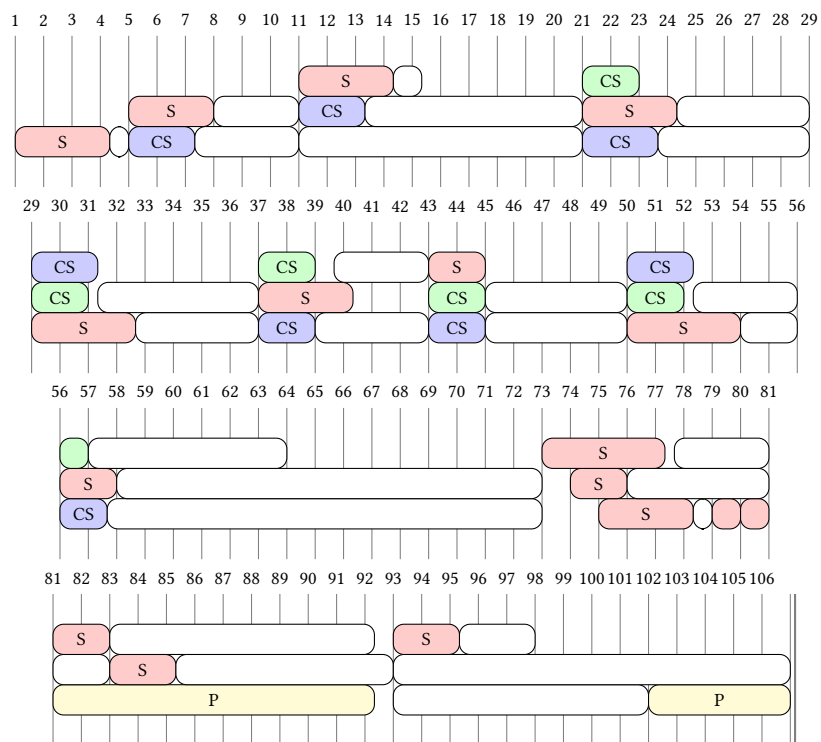 1 2 3 4 5 6 7 8 9 10 11 12 13 14 15 16 17 18 19 20 21 22 23 24 25 26 27 28 29
S CS
S CS S
S CS CS
29 30 31 32 33 34 35 36 37 38 39 40 41 42 43 44 45 46 47 48 49 50 51 52 53 54 55 56
CS CS S CS
CS S CS CS
S CS CS S
56 57 58 59 60 61 62 63 64 65 66 67 68 69 70 71 72 73 74 75 76 77 78 79 80 81
S
S S
CS S
81 82 83 84 85 86 87 88 89 90 91 92 93 94 95 96 97 98 99 100 101 102 103 104 105 106
S S
S
P P